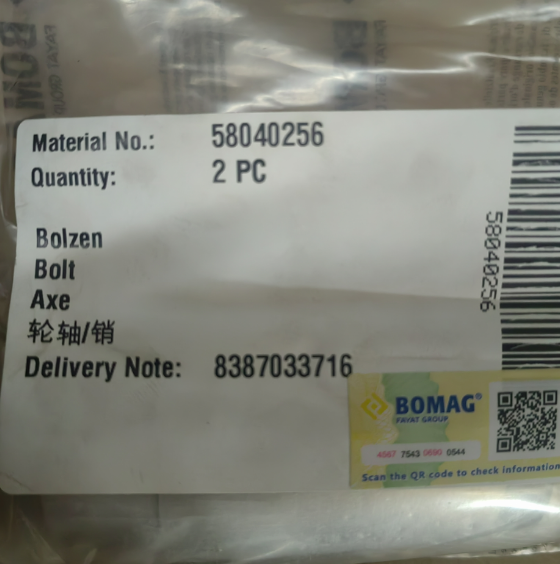 Material No.: 58040256
Quantity: 2 PC
Bolzen
Bolt
Axe
轮轴/销
Delivery Note: 8387033716
58040256
BOMAG®
FAYAT GROUP
4567 7543 0690 0544
Scan the QR code to check information